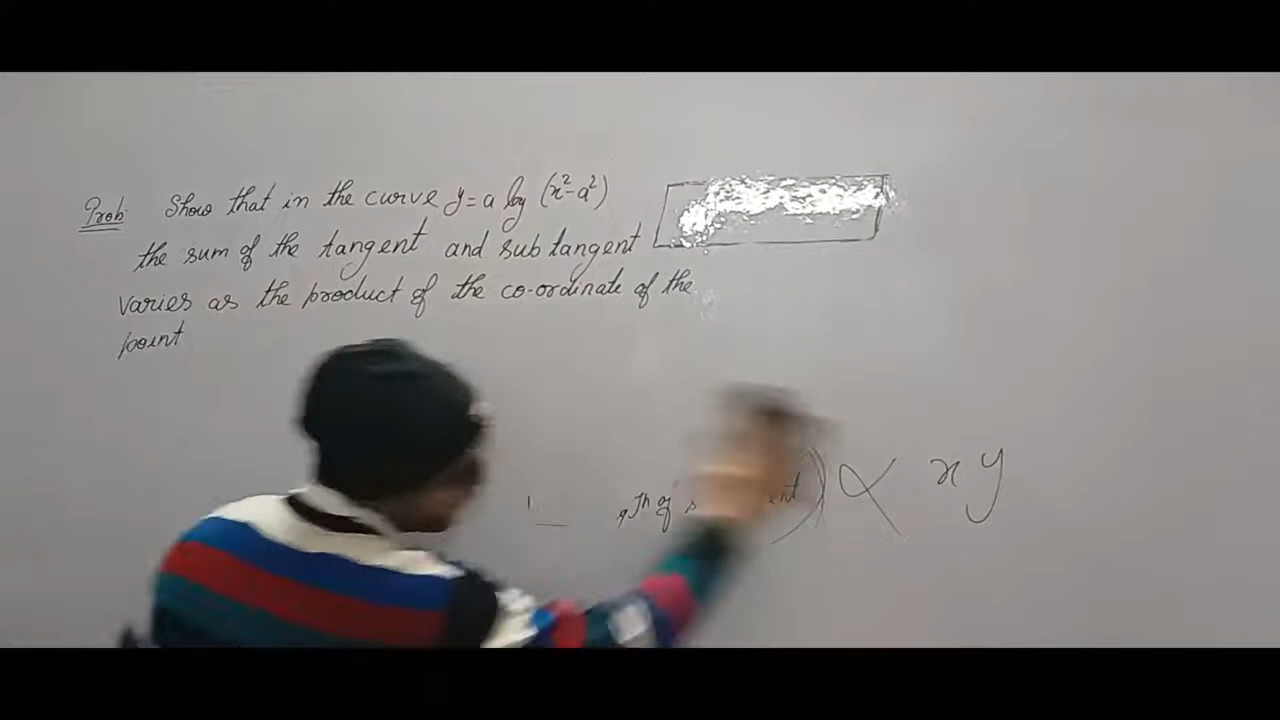 Prob Show that in the curve y = a log (x²-a²)
the sum of the tangent and sub tangent
varies as the product of the co-ordinate of the
point
of ∝ x y